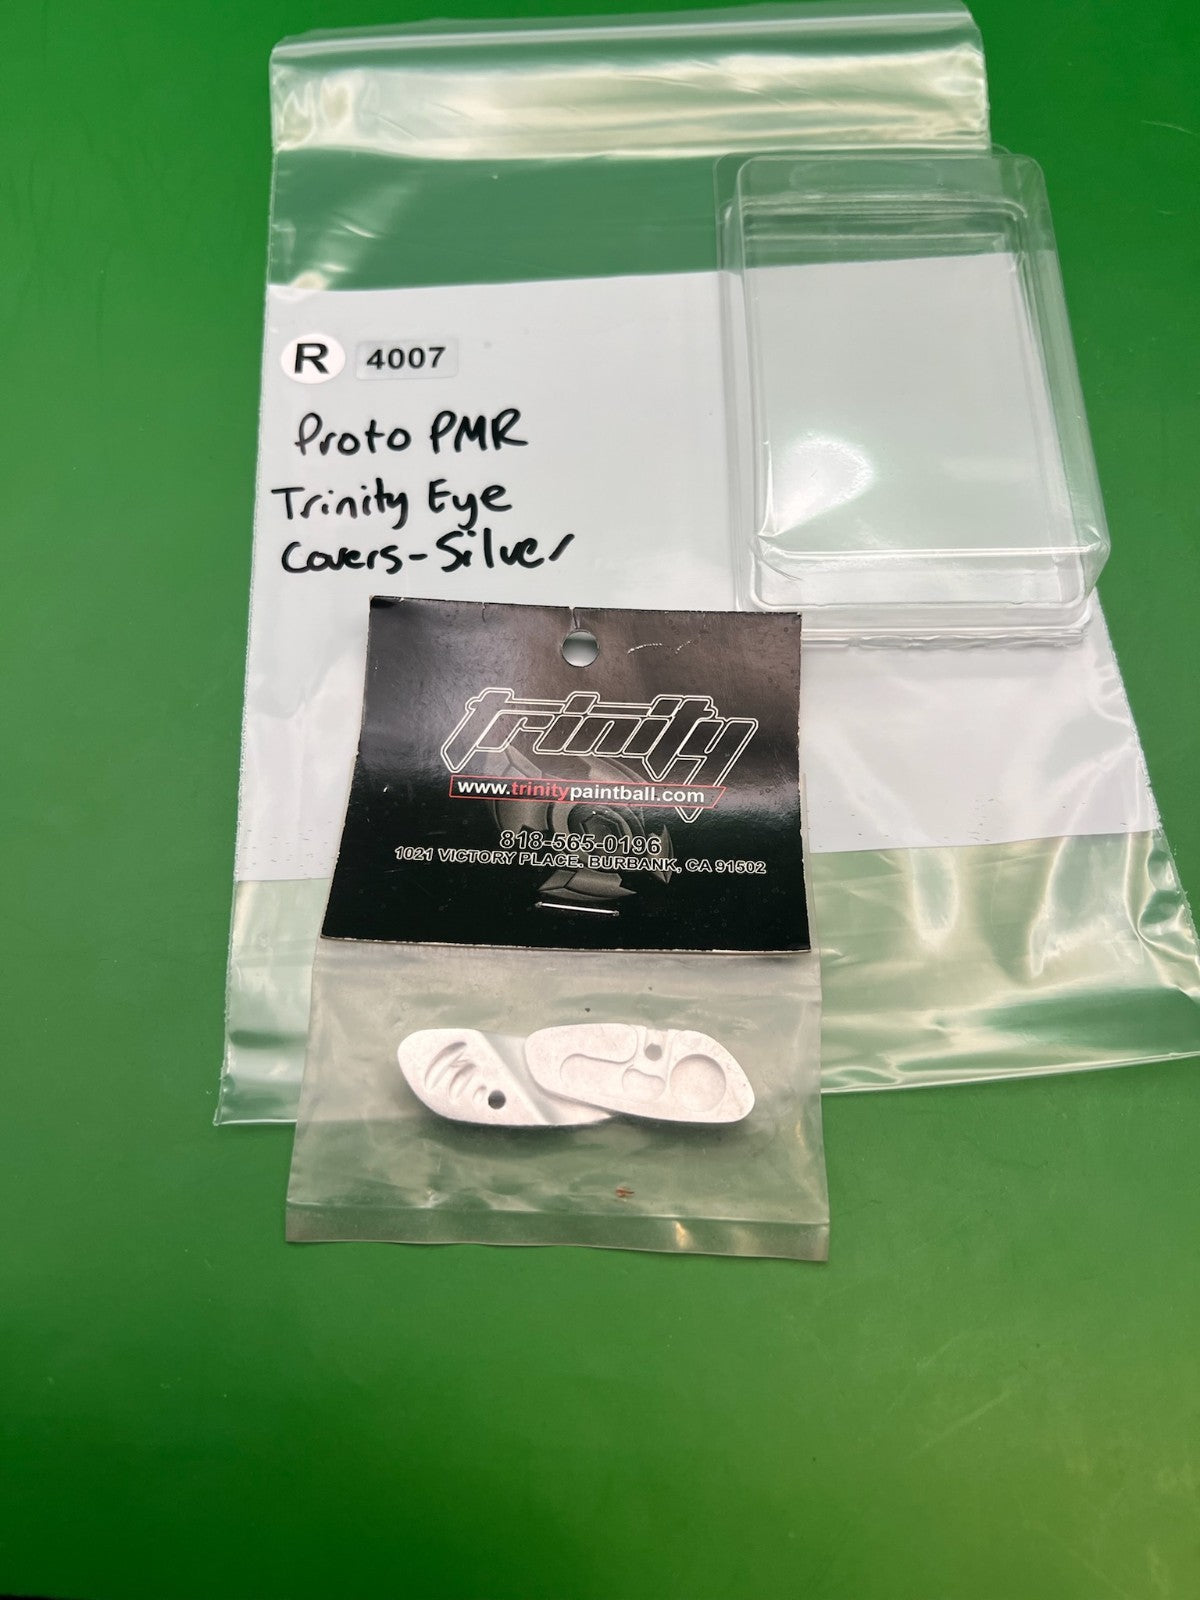 R 4007
Proto PMR
Trinity Eye
Covers-Silver
trinity
www.trinitypaintball.com
818-565-0196
1021 VICTORY PLACE. BURBANK, CA 91502